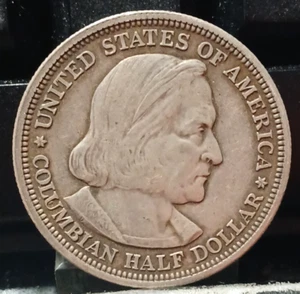 UNITED STATES OF AMERICA
COLUMBIAN HALF DOLLAR